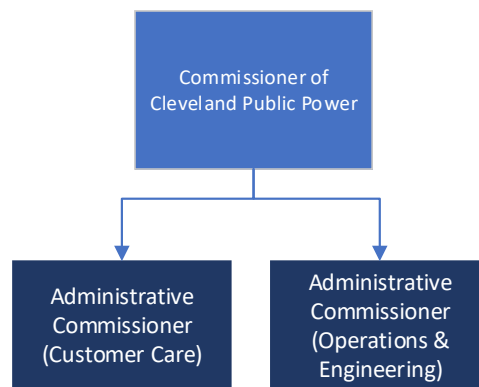 Commissioner of
Cleveland Public Power
Administrative
Commissioner
(Customer Care)
Administrative
Commissioner
(Operations &
Engineering)